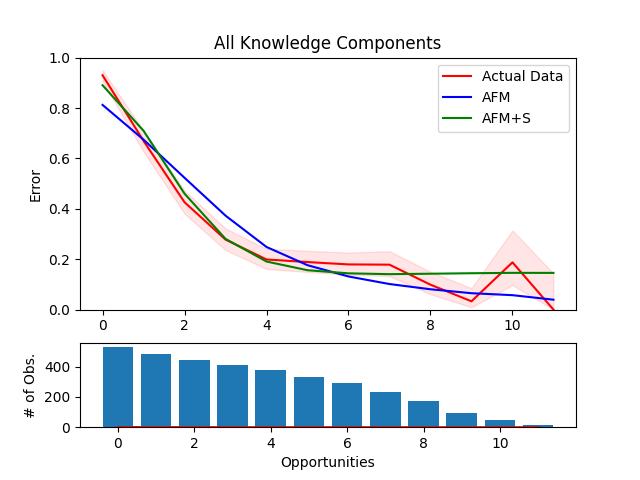 All Knowledge Components
Error
1.0
0.8
0.6
0.4
0.2
0.0
Actual Data
AFM
AFM+S
0 2 4 6 8 10
# of Obs.
400
200
0
0 2 4 6 8 10
Opportunities